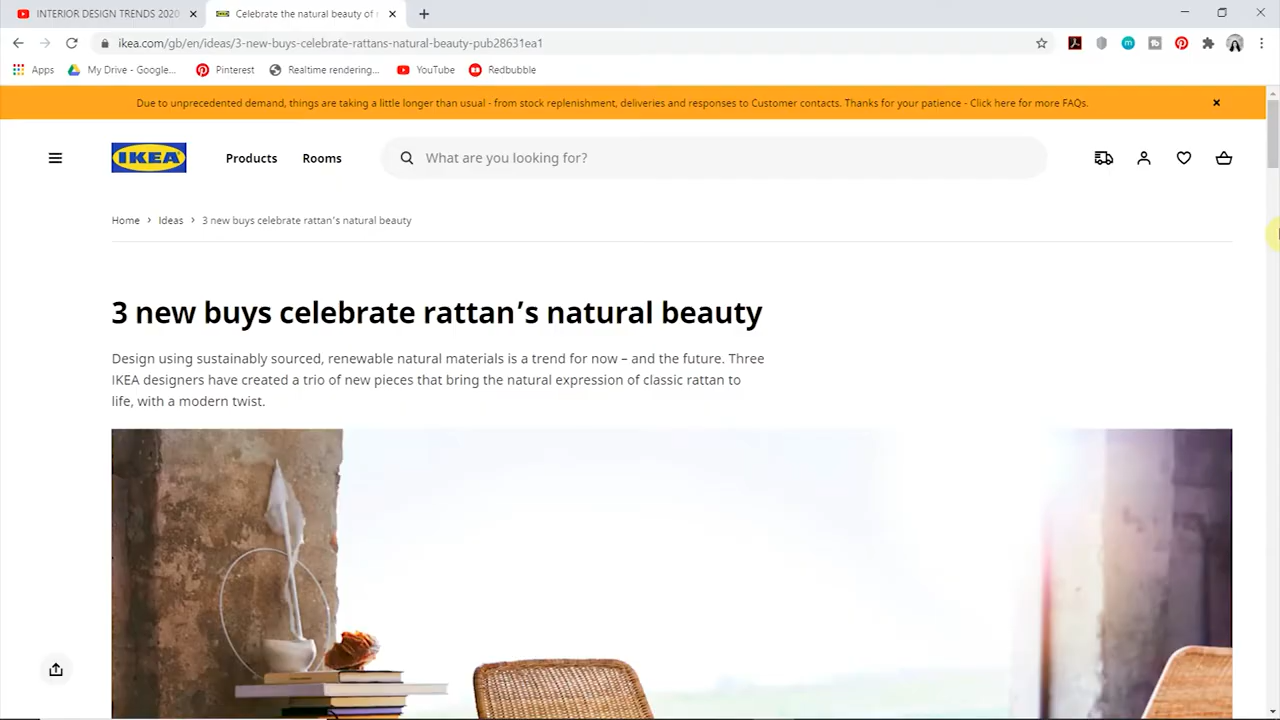 INTERIOR DESIGN TRENDS 2020
Celebrate the natural beauty of
ikea.com/gb/en/ideas/3-new-buys-celebrate-rattans-natural-beauty-pub28631ea1
Apps My Drive - Google... Pinterest Realtime rendering... YouTube Redbubble
Due to unprecedented demand, things are taking a little longer than usual - from stock replenishment, deliveries and responses to Customer contacts. Thanks for your patience - Click here for more FAQs.
IKEA Products Rooms What are you looking for?
Home > Ideas > 3 new buys celebrate rattan's natural beauty
3 new buys celebrate rattan’s natural beauty
Design using sustainably sourced, renewable natural materials is a trend for now – and the future. Three
IKEA designers have created a trio of new pieces that bring the natural expression of classic rattan to
life, with a modern twist.